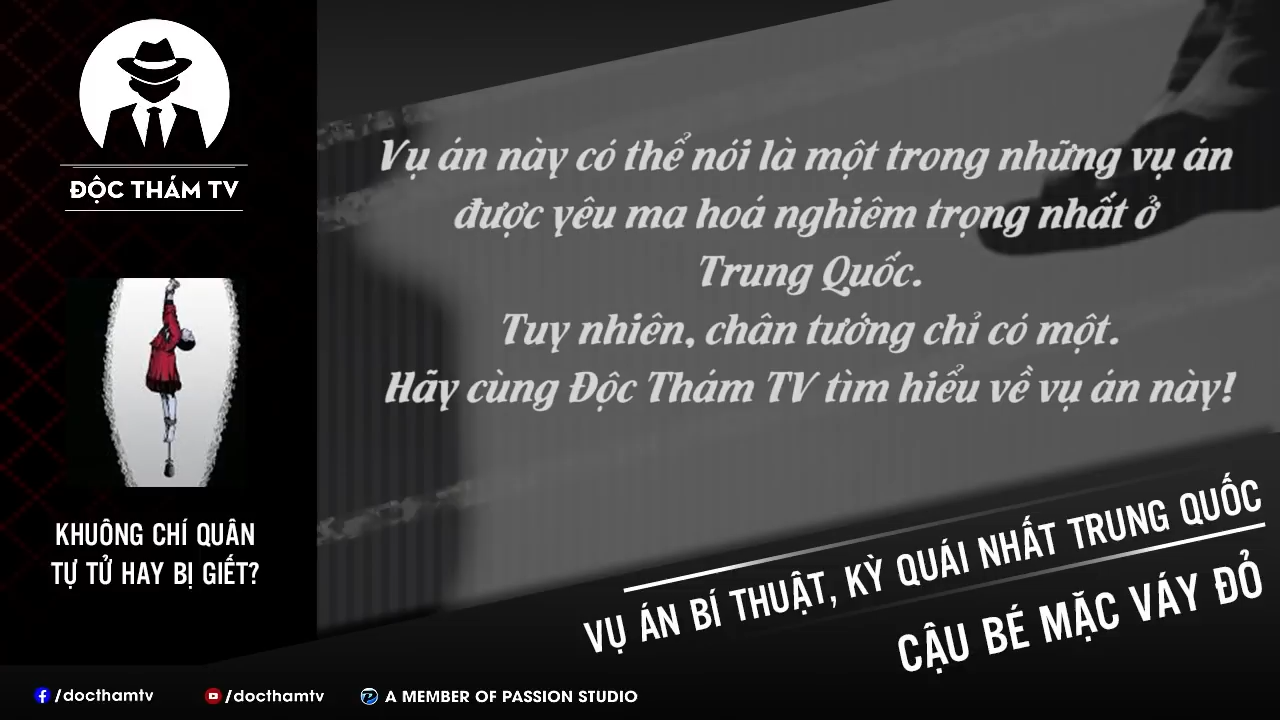 ĐỘC THÁM TV
KHUÔNG CHÍ QUÂN
TỰ TỬ HAY BỊ GIẾT?
Vụ án này có thể nói là một trong những vụ án
được yêu ma hoá nghiêm trọng nhất ở
Trung Quốc.
Tuy nhiên, chân tướng chỉ có một.
Hãy cùng Độc Thám TV tìm hiểu về vụ án này!
VỤ ÁN BÍ THUẬT, KỲ QUÁI NHẤT TRUNG QUỐC
CẬU BÉ MẶC VÁY ĐỎ
/docthamtv
/docthamtv
A MEMBER OF PASSION STUDIO